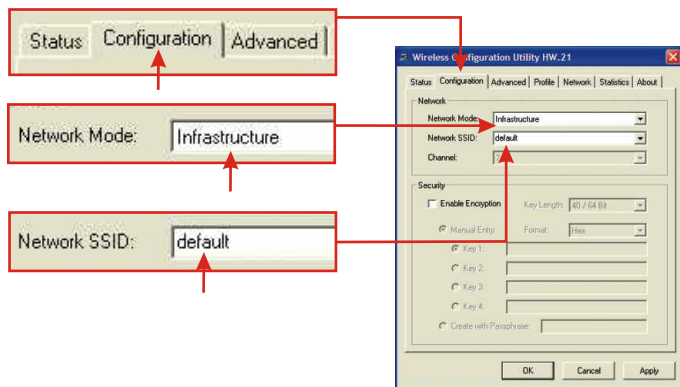 Status Configuration Advanced
Network Mode: Infrastructure
Network SSID: default
Wireless Configuration Utility HW.21
Status Configuration Advanced Profile Network Statistics About
Network
Network Mode: Infrastructure
Network SSID: default
Channel:
Security
Enable Encryption Key Length: 40 / 64 Bit
Manual Entry: Format: Hex
Key 1:
Key 2:
Key 3:
Key 4:
Create with Passphrase:
OK Cancel Apply